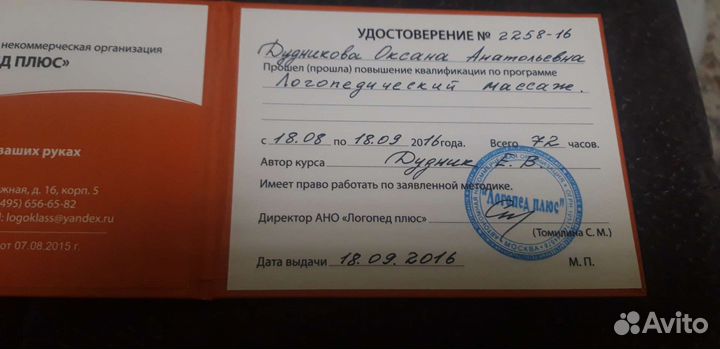 некоммерческая организация
Д ПЛЮС»
ваших руках
жная, д. 16, корп. 5
495) 656-65-82
: logoklass@yandex.ru
от 07.08.2015 г.
УДОСТОВЕРЕНИЕ № 2258-16
Дудникова Оксана Анатольевна
Прошел (прошла) повышение квалификации по программе
Логопедический массаж.
с 18.08 по 18.09 2016года. Всего 72 часов.
Автор курса Дудник Е. В.
Имеет право работать по заявленной методике.
Директор АНО «Логопед плюс»
(Томилина С. М.)
Дата выдачи 18.09.2016 М. П.
"Логопед плюс"
МОСКВА
Avito